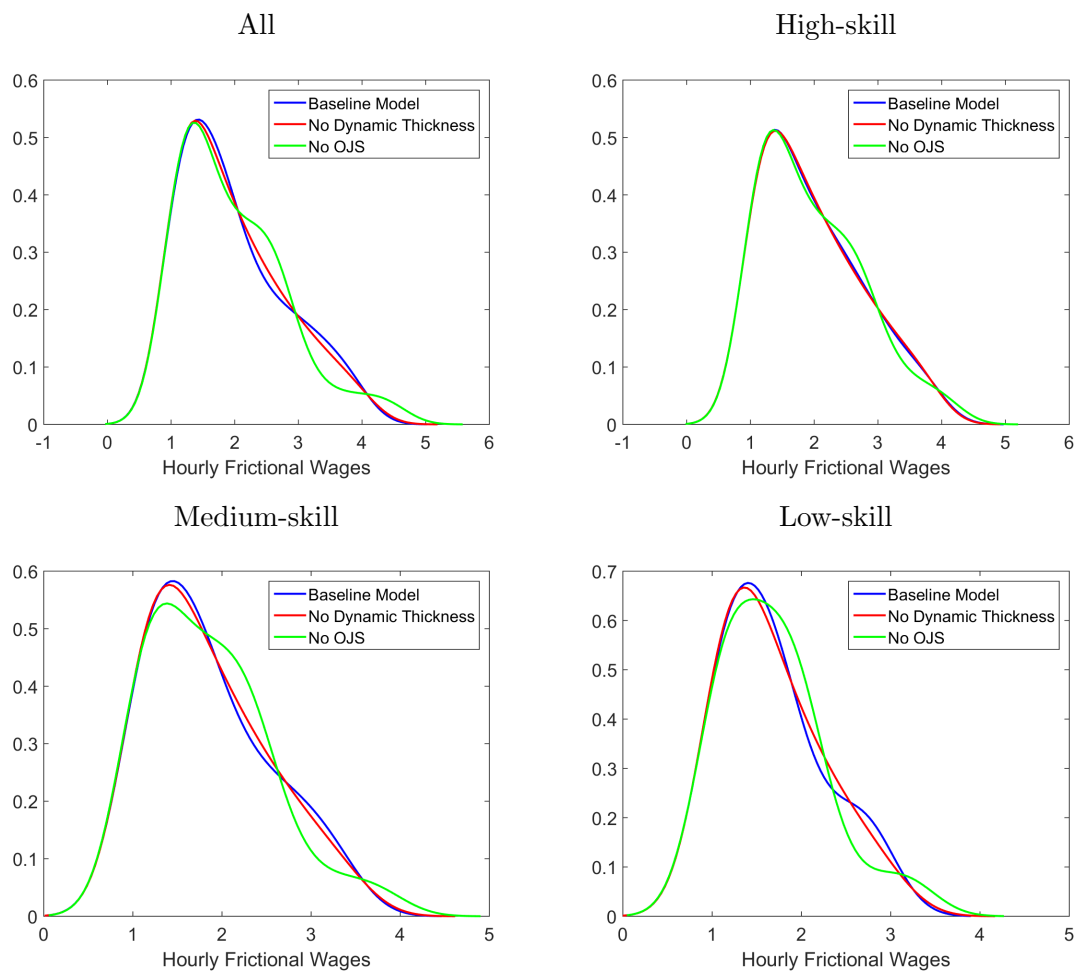 All
0.6
0.5
0.4
0.3
0.2
0.1
0
-1 0 1 2 3 4 5 6
Baseline Model
No Dynamic Thickness
No OJS
Hourly Frictional Wages
High-skill
0.6
0.5
0.4
0.3
0.2
0.1
0
-1 0 1 2 3 4 5 6
Baseline Model
No Dynamic Thickness
No OJS
Hourly Frictional Wages
Medium-skill
0.6
0.5
0.4
0.3
0.2
0.1
0
0 1 2 3 4 5
Baseline Model
No Dynamic Thickness
No OJS
Hourly Frictional Wages
Low-skill
0.7
0.6
0.5
0.4
0.3
0.2
0.1
0
0 1 2 3 4 5
Baseline Model
No Dynamic Thickness
No OJS
Hourly Frictional Wages